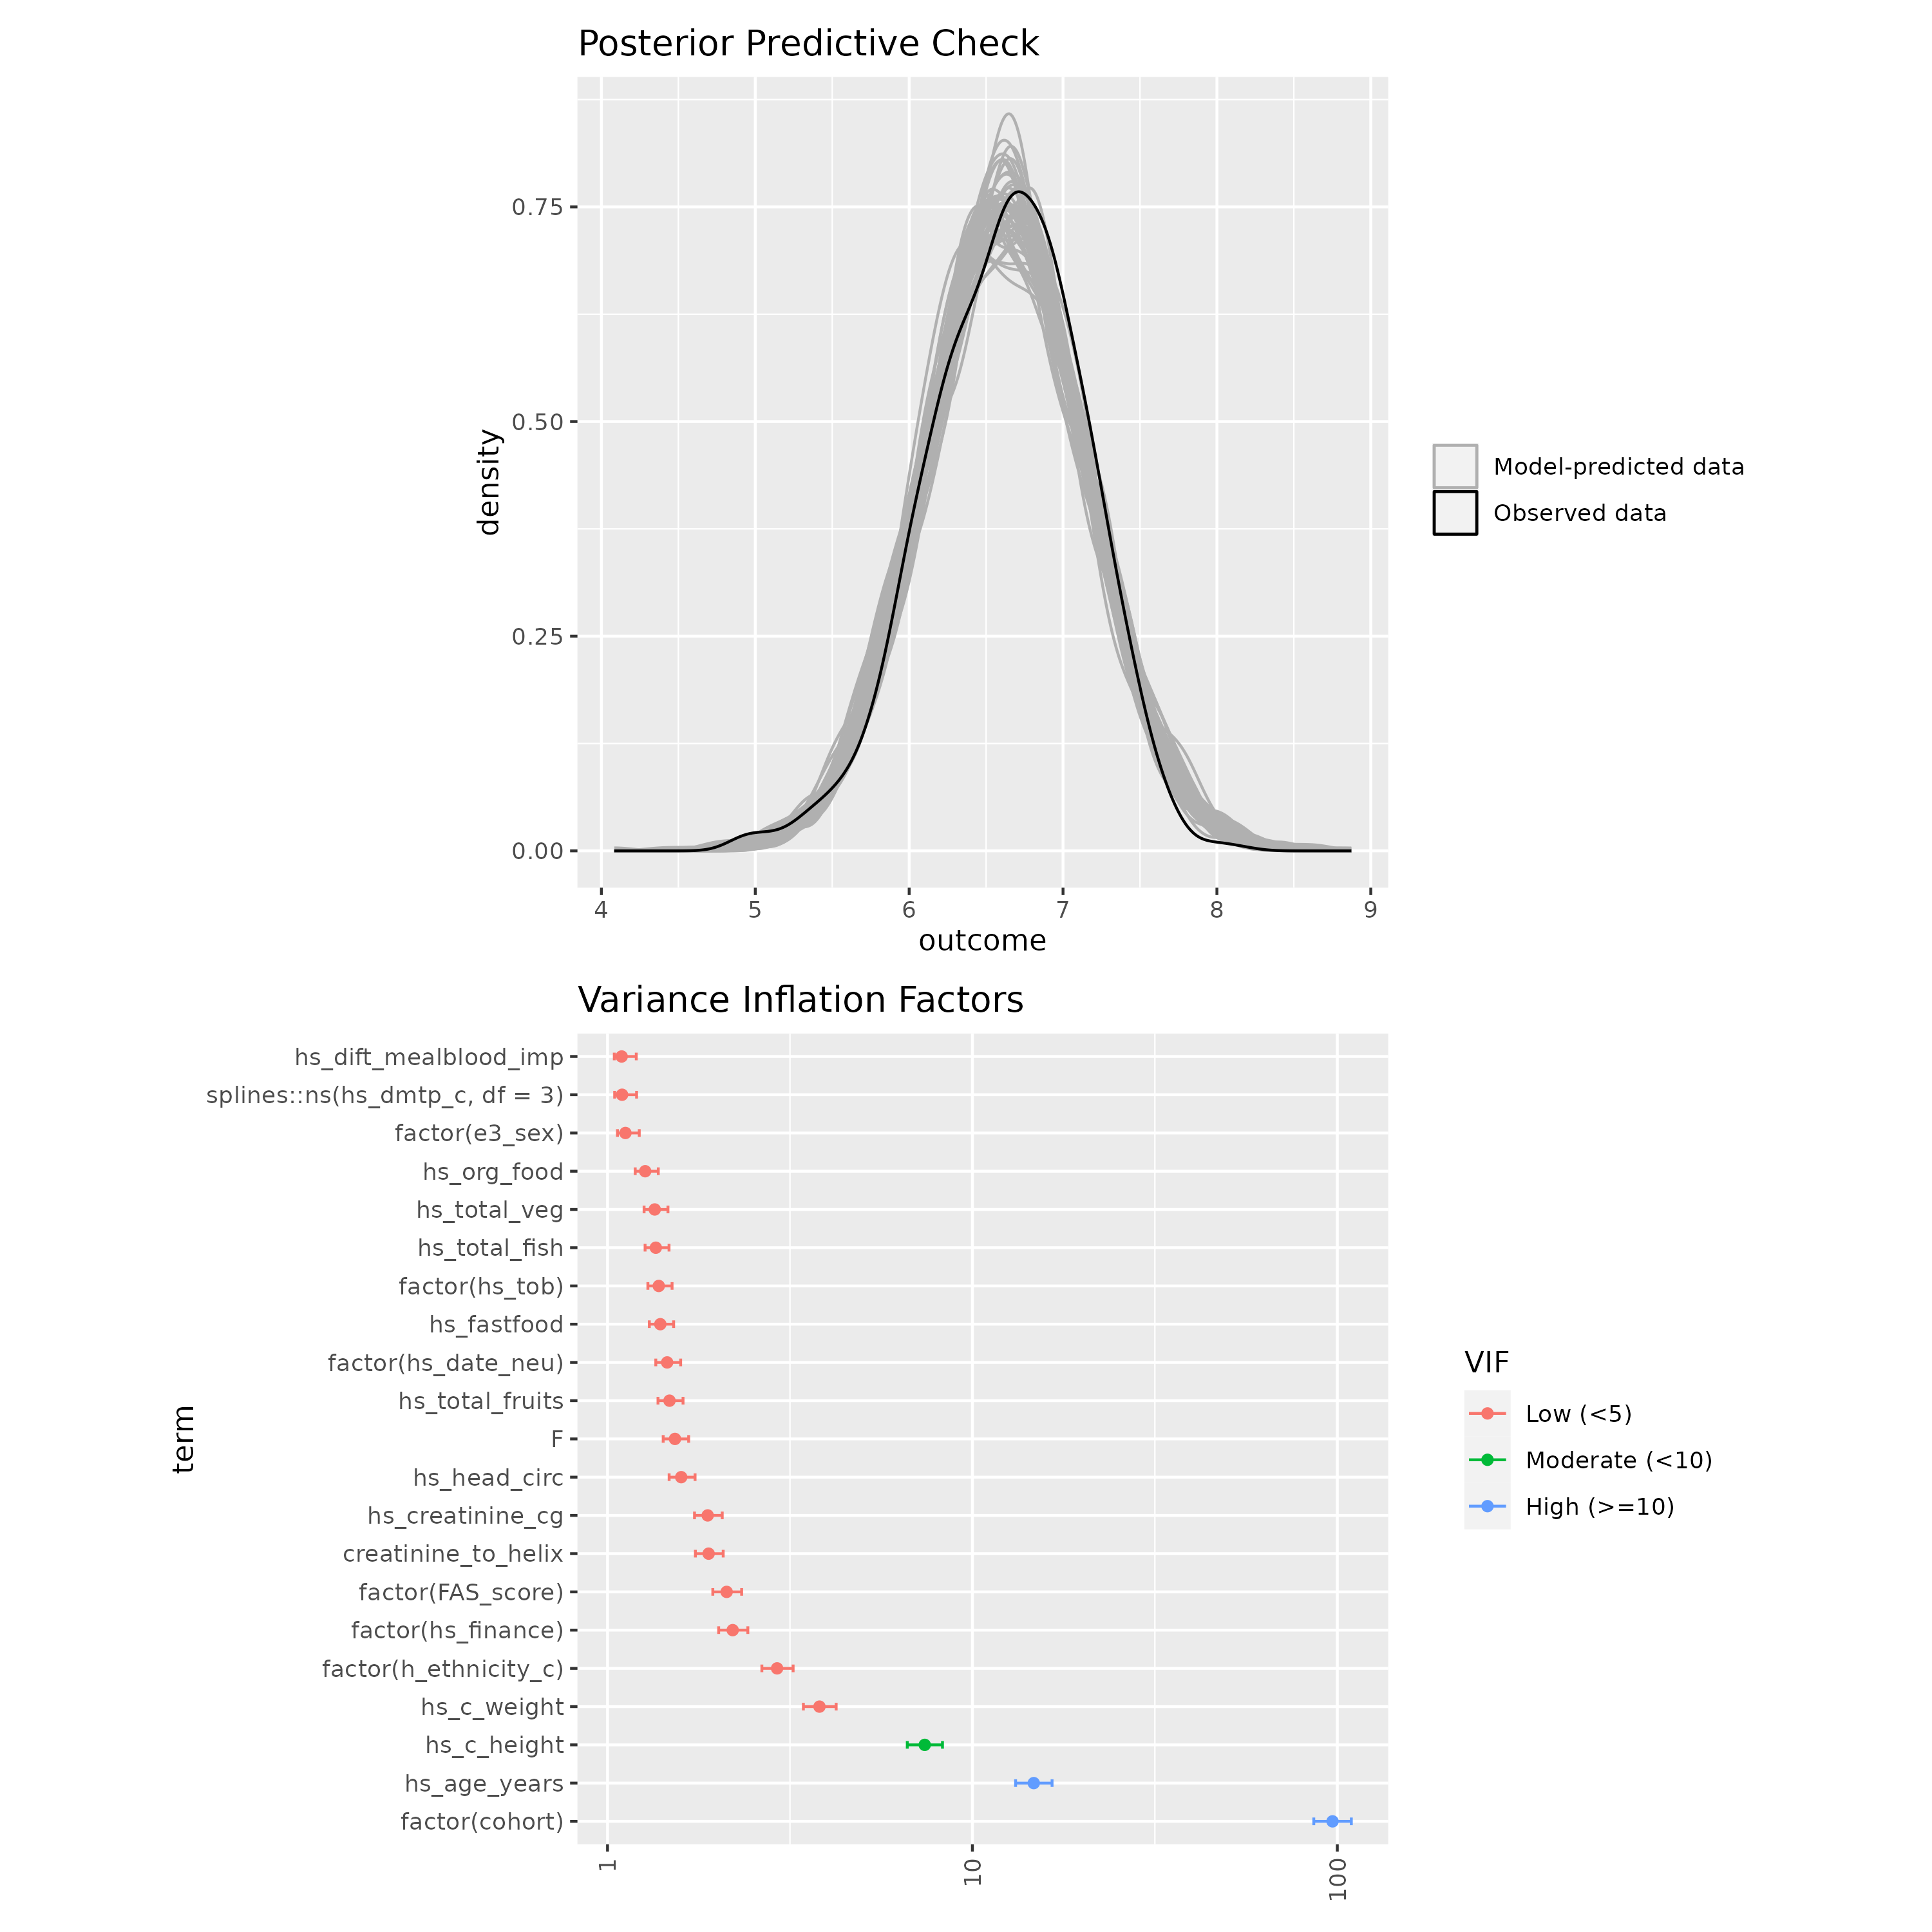 Posterior Predictive Check
density
0.75
0.50
0.25
0.00
4 5 6 7 8 9
outcome
Model-predicted data
Observed data
Variance Inflation Factors
term
hs_dift_mealblood_imp
splines::ns(hs_dmtp_c, df = 3)
factor(e3_sex)
hs_org_food
hs_total_veg
hs_total_fish
factor(hs_tob)
hs_fastfood
factor(hs_date_neu)
hs_total_fruits
F
hs_head_circ
hs_creatinine_cg
creatinine_to_helix
factor(FAS_score)
factor(hs_finance)
factor(h_ethnicity_c)
hs_c_weight
hs_c_height
hs_age_years
factor(cohort)
1 10 100
VIF
Low (<5)
Moderate (<10)
High (>=10)